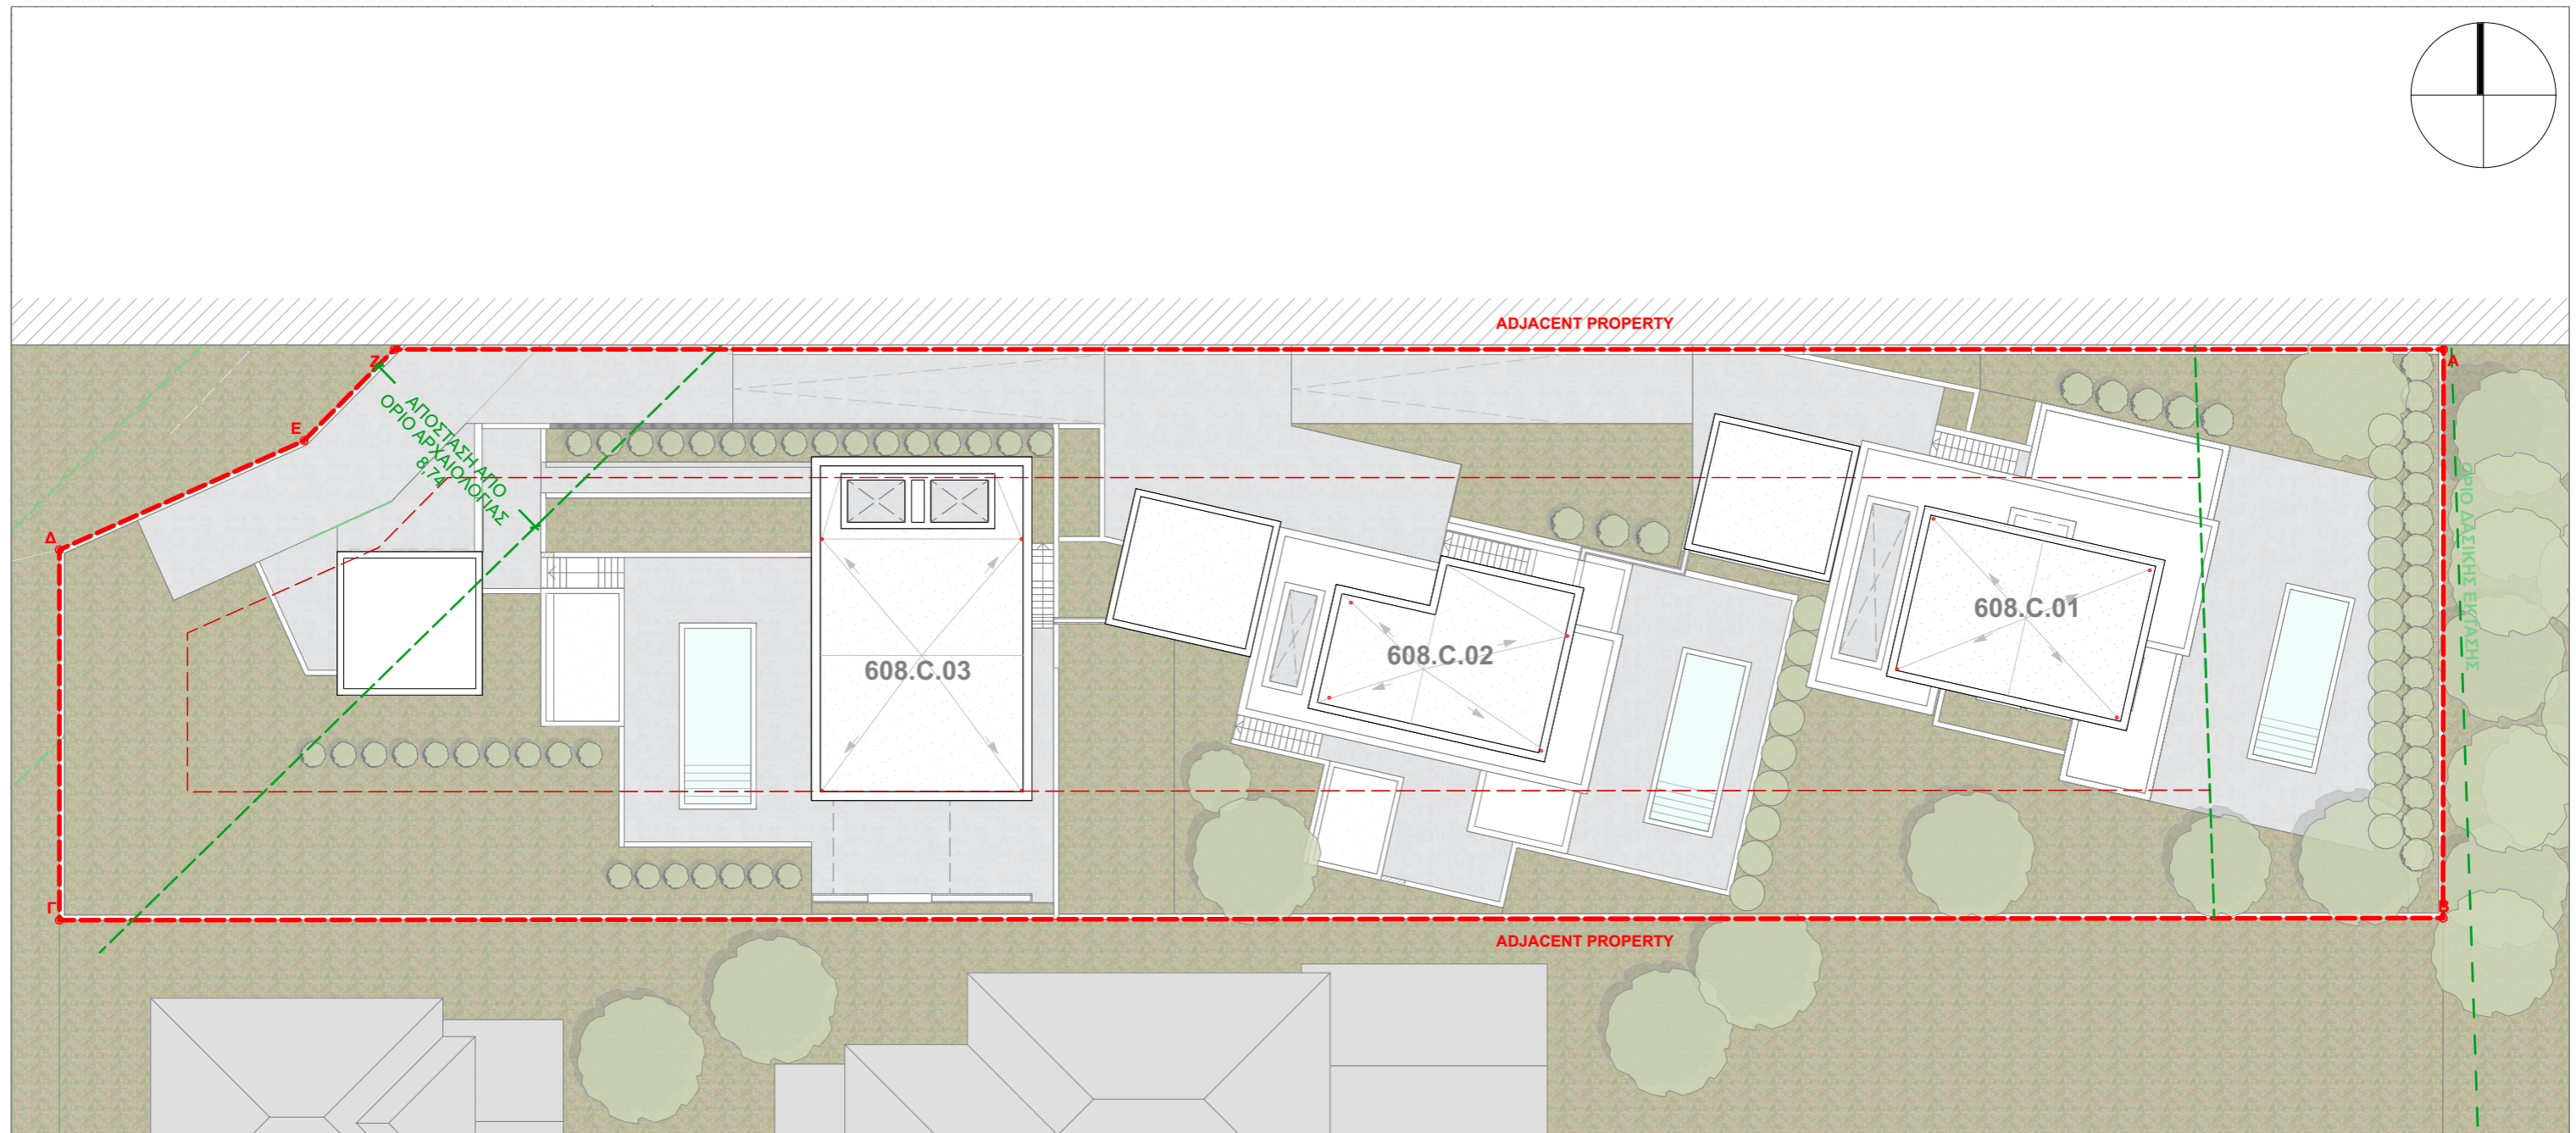 ADJACENT PROPERTY
Z
A
E
ΑΠΟΣΤΑΣΗ ΑΠΟ
ΟΡΙΟ ΑΡΧΑΙΟΛΟΓΙΑΣ
8,74
Δ
ΟΡΙΟ ΔΑΣΙΚΗΣ ΕΚΤΑΣΗΣ
608.C.01
608.C.02
608.C.03
Γ
B
ADJACENT PROPERTY